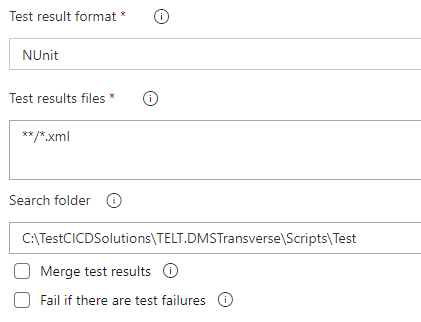 Test result format *
NUnit
Test results files *
**/*.xml
Search folder
C:\TestCICDSolutions\TELT.DMSTransverse\Scripts\Test
Merge test results
Fail if there are test failures